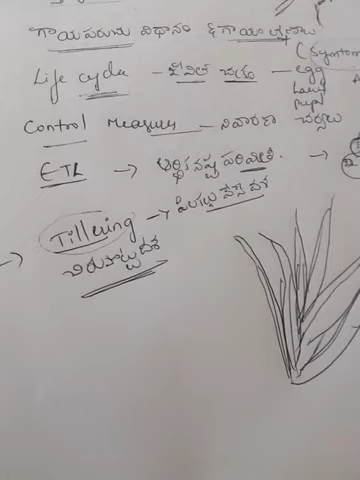 గాయపరుచు విధానం & గాయా లక్షణాలు
(Symptom
Life cycle - జీవిత చక్రం - Egg
Larva
Pupa
Control Measures - నివారణా చర్యలు
ETL → ఆర్థిక నష్ట పరిమితి. →
Tillering → పిలకలు వేసే దశ
చిరుపొట్ట దశ